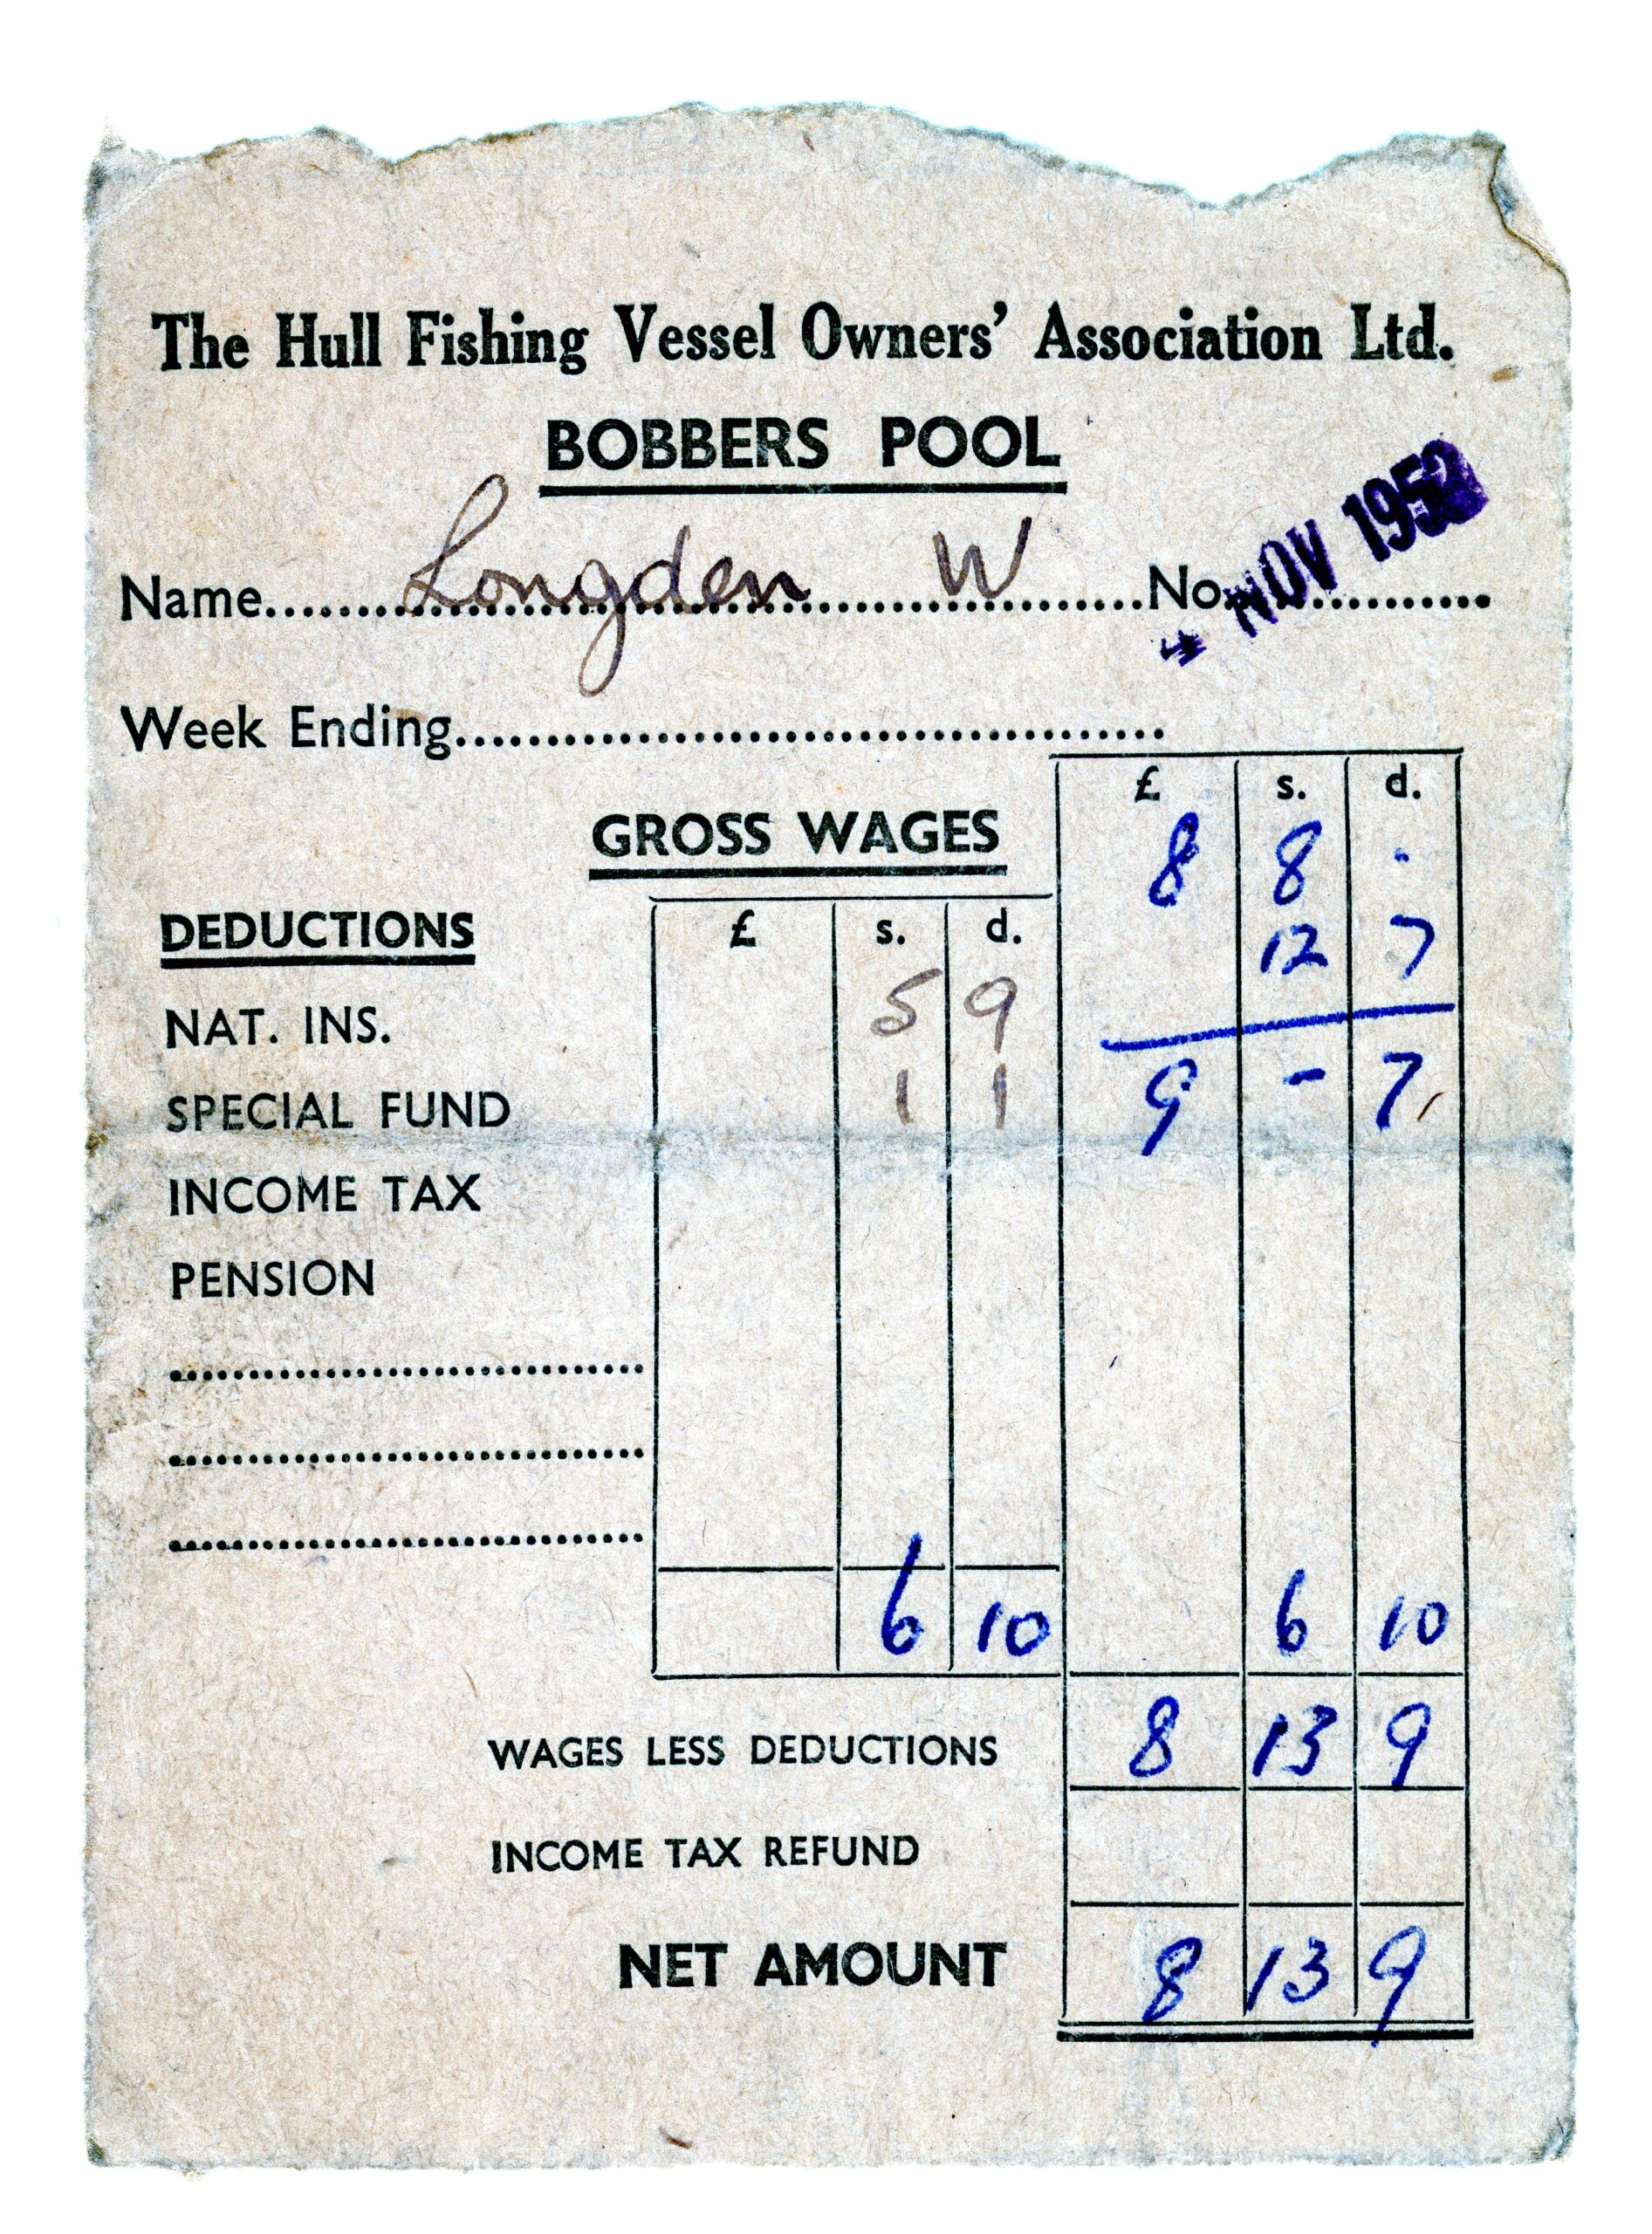 The Hull Fishing Vessel Owners' Association Ltd.
BOBBERS POOL
Name..........Longden W..........No..........
NOV 195
Week Ending..........
£ s. d.
GROSS WAGES 8 8 -
12 7
9 - 7
DEDUCTIONS £ s. d.
NAT. INS. 5 9
SPECIAL FUND 1 1
INCOME TAX
PENSION
6 10 6 10
WAGES LESS DEDUCTIONS 8 13 9
INCOME TAX REFUND
NET AMOUNT 8 13 9